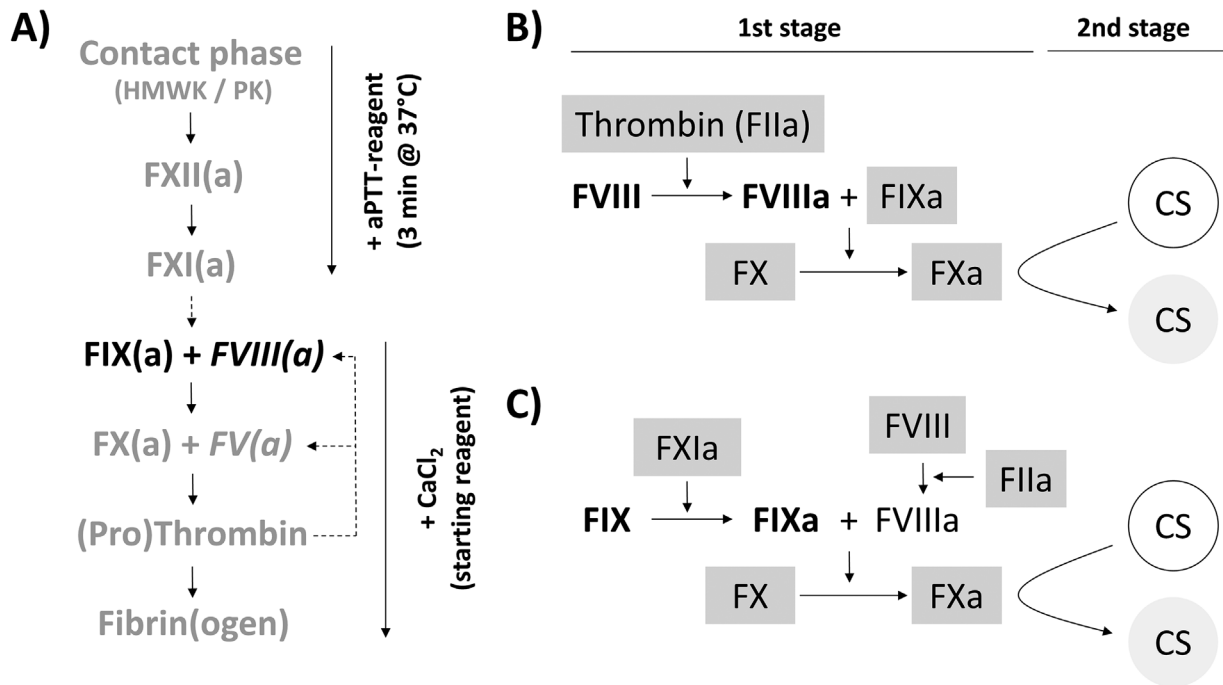 A)
Contact phase
(HMWK / PK)
FXII(a)
FXI(a)
FIX(a) + FVIII(a)
FX(a) + FV(a)
(Pro)Thrombin
Fibrin(ogen)
+ aPTT-reagent
(3 min @ 37°C)
+ CaCl₂
(starting reagent)
B)
1st stage
2nd stage
Thrombin (FIIa)
FVIII
FVIIIa + FIXa
FX
FXa
CS
CS
C)
FXIa
FVIII
FIIa
FIX
FIXa + FVIIIa
FX
FXa
CS
CS